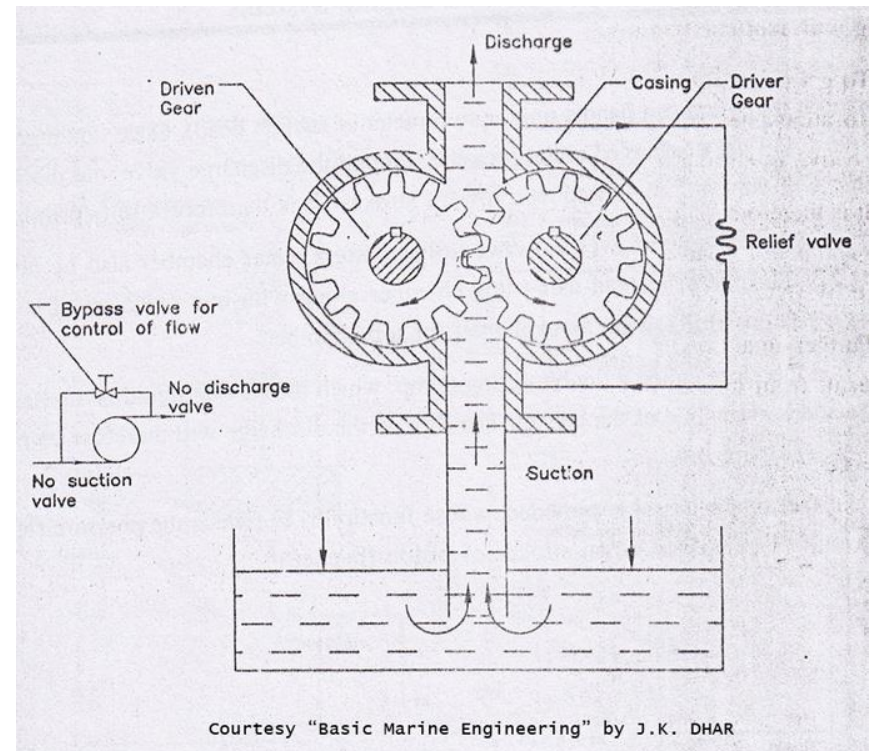 Discharge
Driven
Gear
Casing
Driver
Gear
Relief valve
Bypass valve for
control of flow
No discharge
valve
No suction
valve
Suction
Courtesy "Basic Marine Engineering" by J.K. DHAR